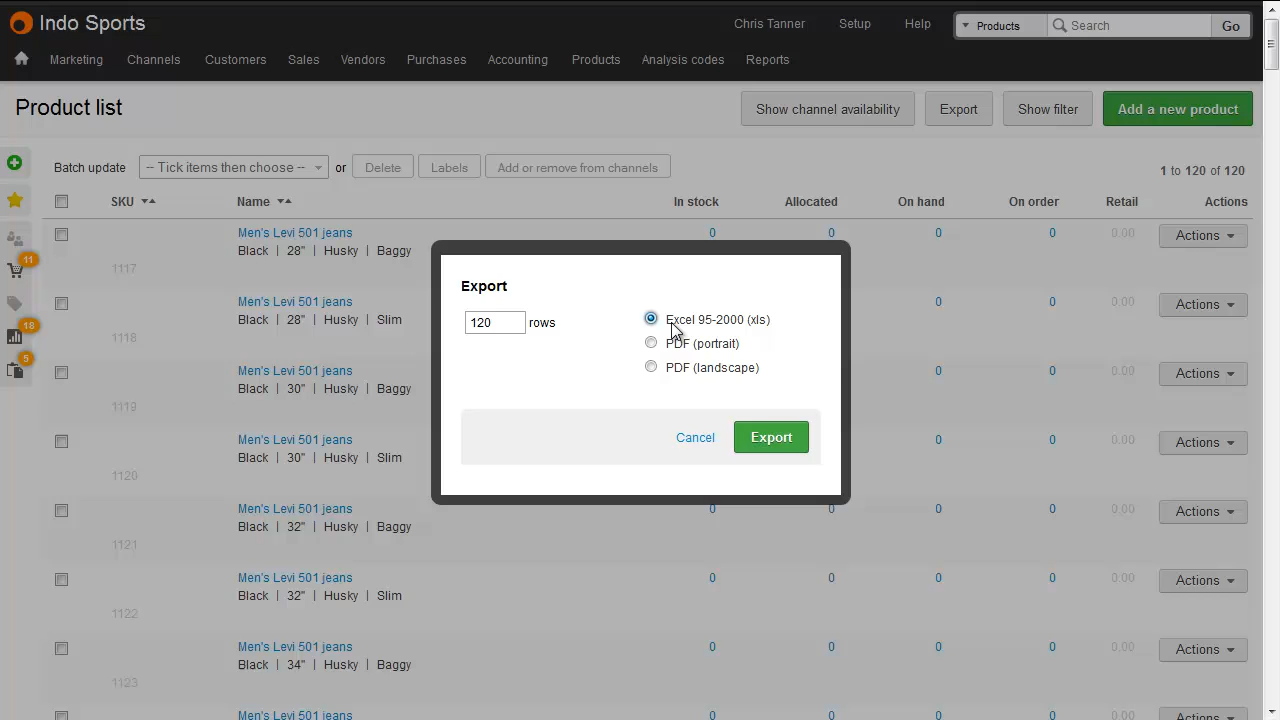 Indo Sports
Chris Tanner Setup Help Products Search Go
Marketing Channels Customers Sales Vendors Purchases Accounting Products Analysis codes Reports
Product list
Show channel availability Export Show filter Add a new product
Batch update -- Tick items then choose -- or Delete Labels Add or remove from channels
1 to 120 of 120
SKU Name In stock Allocated On hand On order Retail Actions
Men's Levi 501 jeans 0 0 0 0 0.00 Actions
Black | 28" | Husky | Baggy
1117
11
Men's Levi 501 jeans 0 0 0.00 Actions
Black | 28" | Husky | Slim
1118
18
Men's Levi 501 jeans 0 0 0.00 Actions
Black | 30" | Husky | Baggy
1119
5
Men's Levi 501 jeans 0 0 0.00 Actions
Black | 30" | Husky | Slim
1120
Men's Levi 501 jeans 0 0 0 0 0.00 Actions
Black | 32" | Husky | Baggy
1121
Men's Levi 501 jeans 0 0 0 0 0.00 Actions
Black | 32" | Husky | Slim
1122
Men's Levi 501 jeans 0 0 0 0 0.00 Actions
Black | 34" | Husky | Baggy
1123
Men's Levi 501 jeans 0 0 0 0 0.00 Actions
Export
120 rows
Excel 95-2000 (xls)
PDF (portrait)
PDF (landscape)
Cancel Export